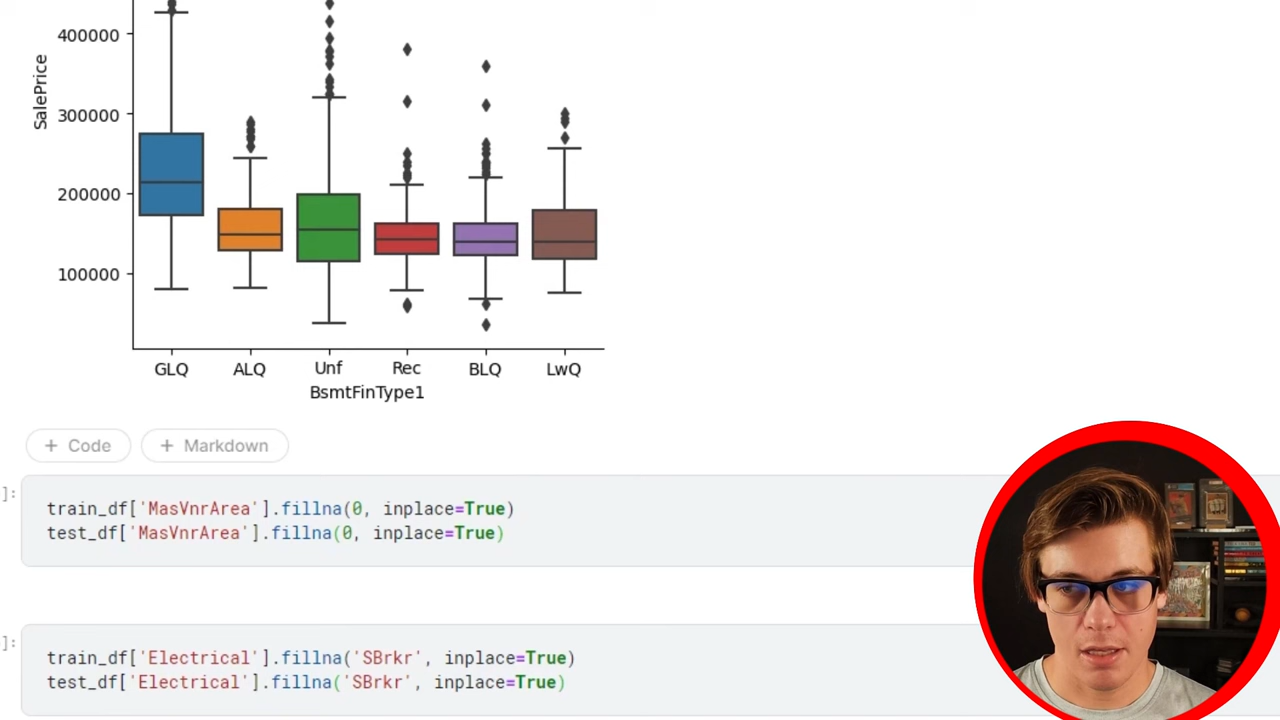 400000
SalePrice
300000
200000
100000
GLQ ALQ Unf Rec BLQ LwQ
BsmtFinType1
+ Code + Markdown
]: train_df['MasVnrArea'].fillna(0, inplace=True)
test_df['MasVnrArea'].fillna(0, inplace=True)
]: train_df['Electrical'].fillna('SBrkr', inplace=True)
test_df['Electrical'].fillna('SBrkr', inplace=True)